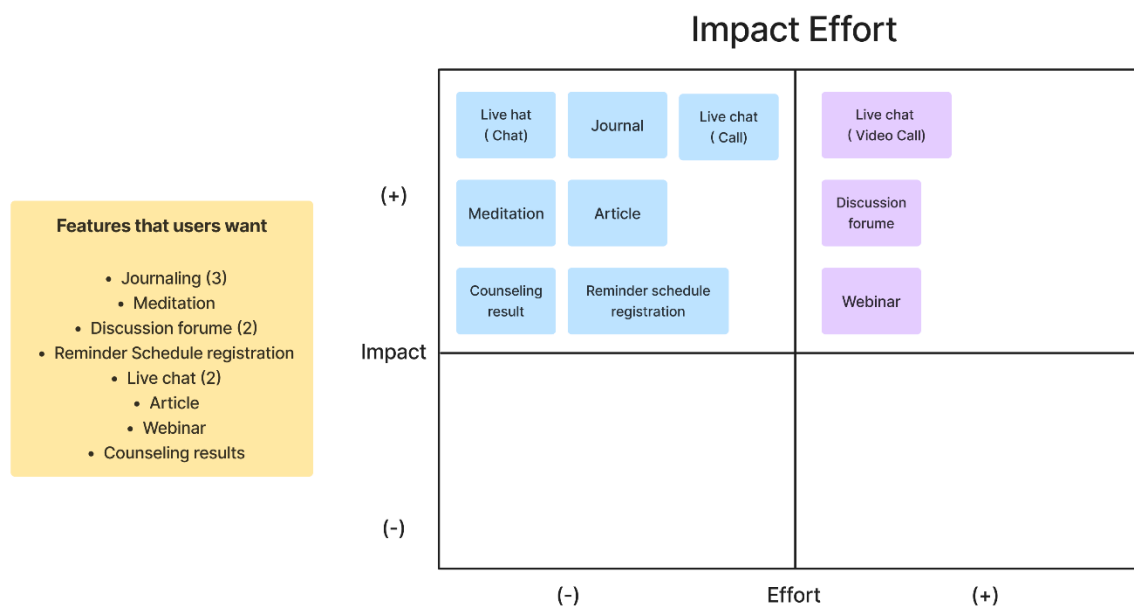 Impact Effort
Features that users want
• Journaling (3)
• Meditation
• Discussion forume (2)
• Reminder Schedule registration
• Live chat (2)
• Article
• Webinar
• Counseling results
(+)
Impact
(-)
Live hat
( Chat)
Journal
Live chat
( Call)
Live chat
( Video Call)
Meditation
Article
Discussion
forume
Counseling
result
Reminder schedule
registration
Webinar
(-)
Effort
(+)